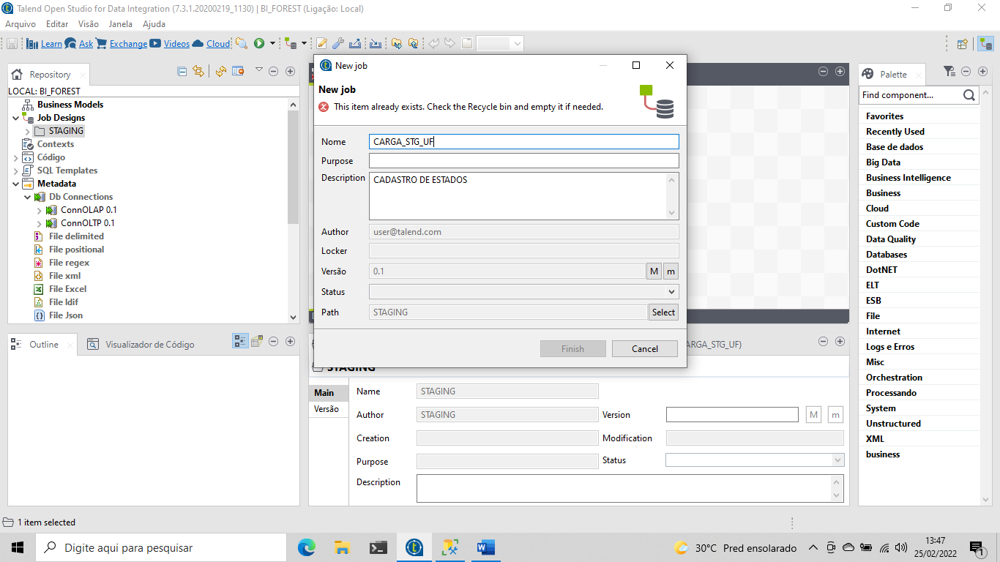 Talend Open Studio for Data Integration (7.3.1.20200219_1130) | BI_FOREST (Ligação: Local)
Arquivo Editar Visão Janela Ajuda
Learn Ask Exchange Videos Cloud
Repository
LOCAL: BI_FOREST
Business Models
Job Designs
STAGING
Contexts
Código
SQL Templates
Metadata
Db Connections
ConnOLAP 0.1
ConnOLTP 0.1
File delimited
File positional
File regex
File xml
File Excel
File ldif
File Json
New job
New job
This item already exists. Check the Recycle bin and empty it if needed.
Nome CARGA_STG_UF
Purpose
Description CADASTRO DE ESTADOS
Author user@talend.com
Locker
Versão 0.1 M m
Status
Path STAGING Select
Finish Cancel
Palette
Find component...
Favorites
Recently Used
Base de dados
Big Data
Business Intelligence
Business
Cloud
Custom Code
Data Quality
Databases
DotNET
ELT
ESB
File
Internet
Logs e Erros
Misc
Orchestration
Processando
System
Unstructured
XML
business
Outline Visualizador de Código
ARGA_STG_UF)
STAGING
Main
Versão
Name STAGING
Author STAGING Version M m
Creation Modification
Purpose Status
Description
1 item selected
Digite aqui para pesquisar
30°C Pred ensolarado
13:47
25/02/2022
1